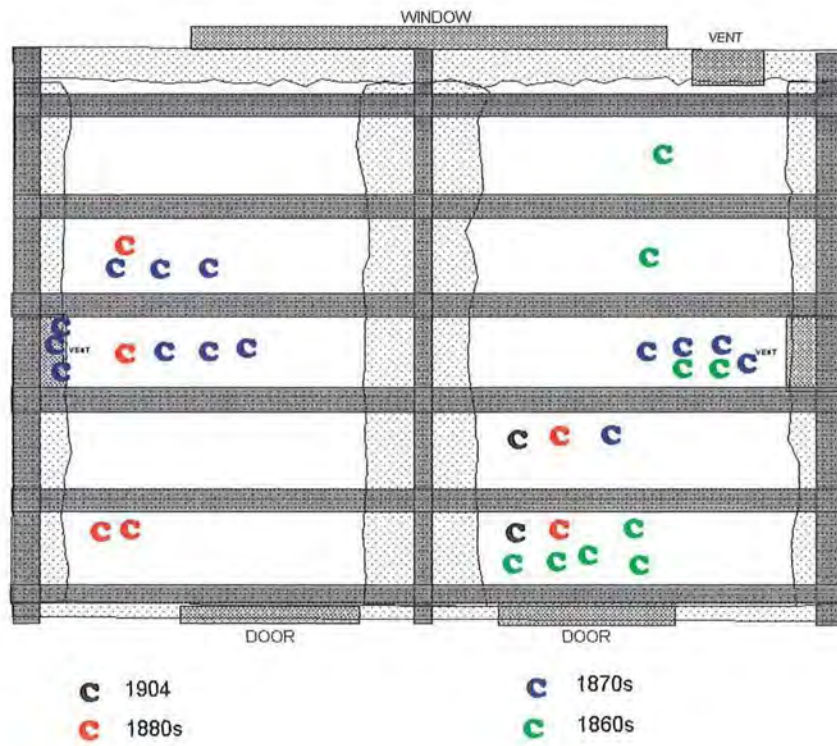 WINDOW
VENT
C
C C
C C C
C
C VENT C C C C C C C
C C C C VENT
C C C
C C C C C
C C C C
DOOR DOOR
C 1904 C 1870s
C 1880s C 1860s